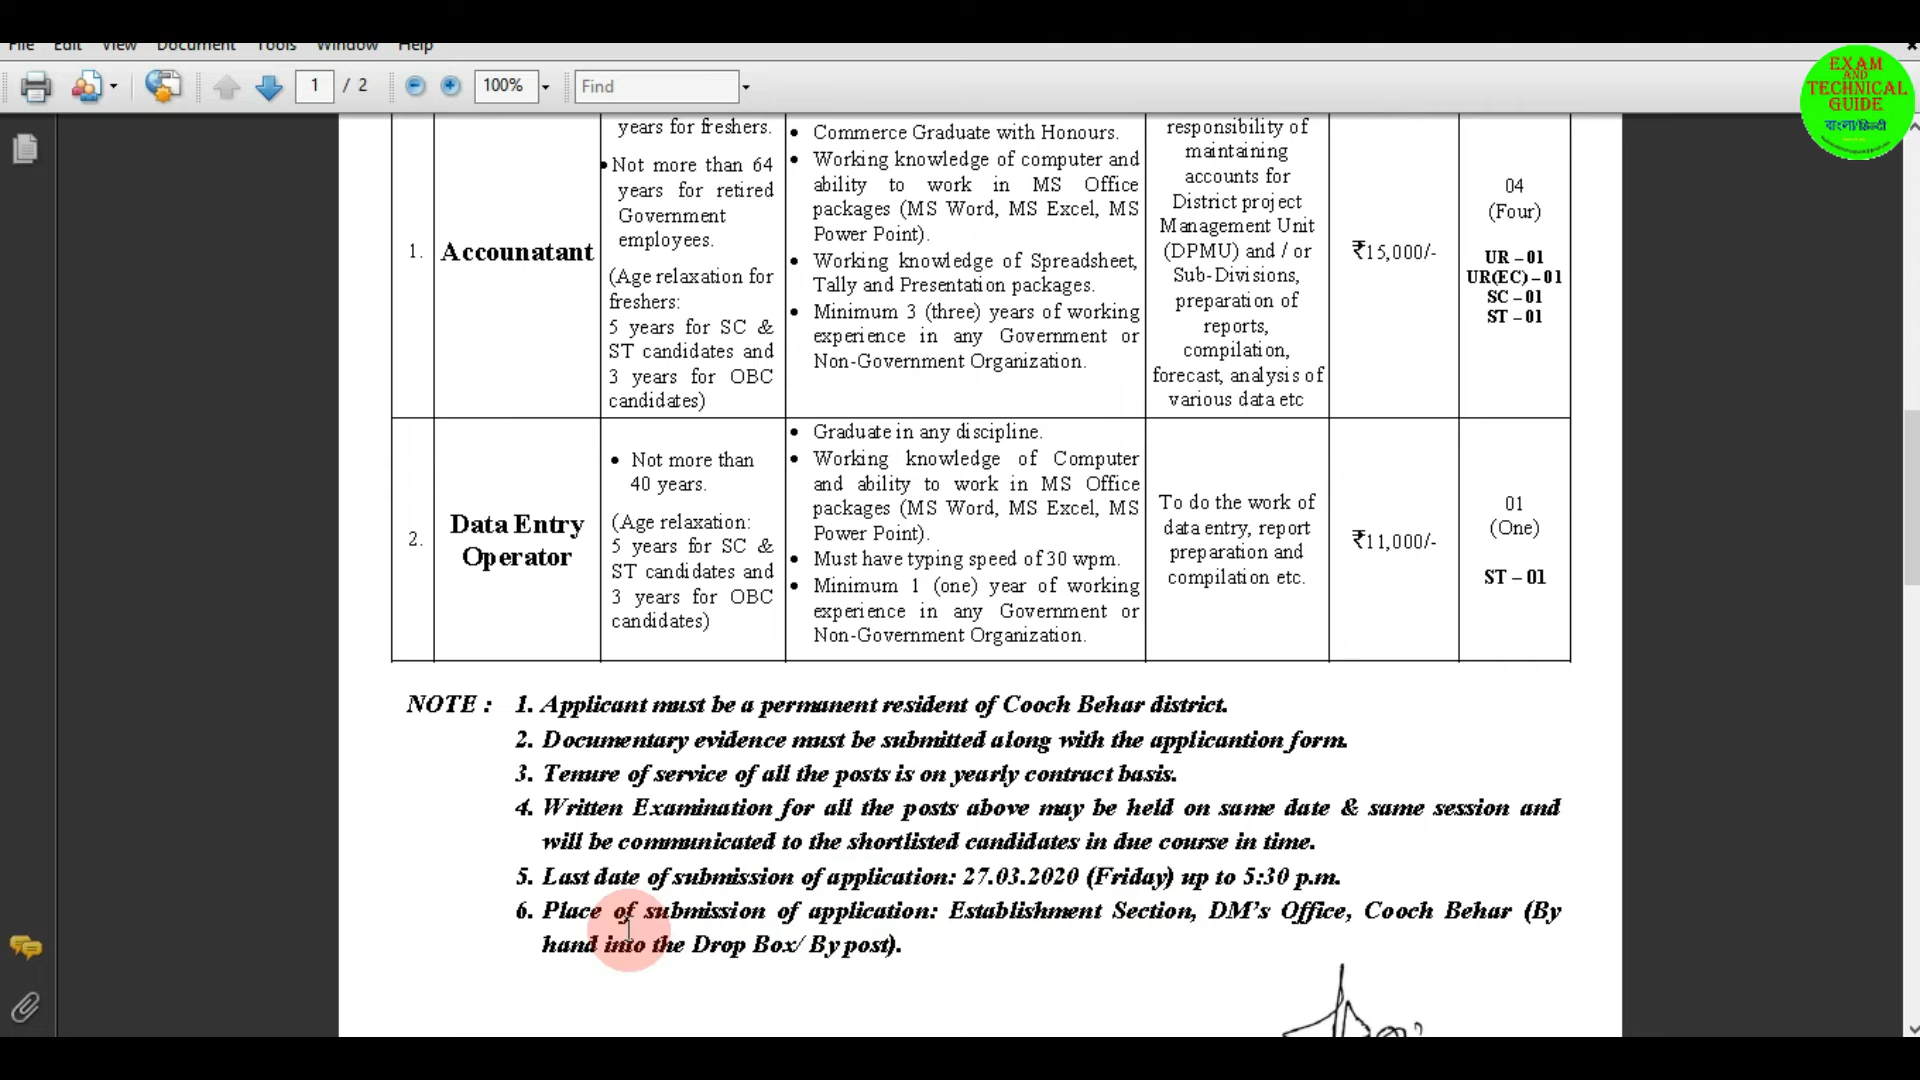 File Edit View Document Tools Window Help
1 / 2 100% Find
EXAM
AND
TECHNICAL
GUIDE
বাংলা/हिन्दी
1.
Accounatant
years for freshers.
• Not more than 64
years for retired
Government
employees.
(Age relaxation for
freshers:
5 years for SC &
ST candidates and
3 years for OBC
candidates)
• Commerce Graduate with Honours.
• Working knowledge of computer and
ability to work in MS Office
packages (MS Word, MS Excel, MS
Power Point).
• Working knowledge of Spreadsheet,
Tally and Presentation packages.
• Minimum 3 (three) years of working
experience in any Government or
Non-Government Organization.
responsibility of
maintaining
accounts for
District project
Management Unit
(DPMU) and / or
Sub-Divisions,
preparation of
reports,
compilation,
forecast, analysis of
various data etc
₹15,000/-
04
(Four)
UR – 01
UR(EC) – 01
SC – 01
ST – 01
2.
Data Entry
Operator
• Not more than
40 years.
(Age relaxation:
5 years for SC &
ST candidates and
3 years for OBC
candidates)
• Graduate in any discipline.
• Working knowledge of Computer
and ability to work in MS Office
packages (MS Word, MS Excel, MS
Power Point).
• Must have typing speed of 30 wpm.
• Minimum 1 (one) year of working
experience in any Government or
Non-Government Organization.
To do the work of
data entry, report
preparation and
compilation etc.
₹11,000/-
01
(One)
ST – 01
NOTE : 1. Applicant must be a permanent resident of Cooch Behar district.
2. Documentary evidence must be submitted along with the applicantion form.
3. Tenure of service of all the posts is on yearly contract basis.
4. Written Examination for all the posts above may be held on same date & same session and
will be communicated to the shortlisted candidates in due course in time.
5. Last date of submission of application: 27.03.2020 (Friday) up to 5:30 p.m.
6. Place of submission of application: Establishment Section, DM's Office, Cooch Behar (By
hand into the Drop Box/ By post).